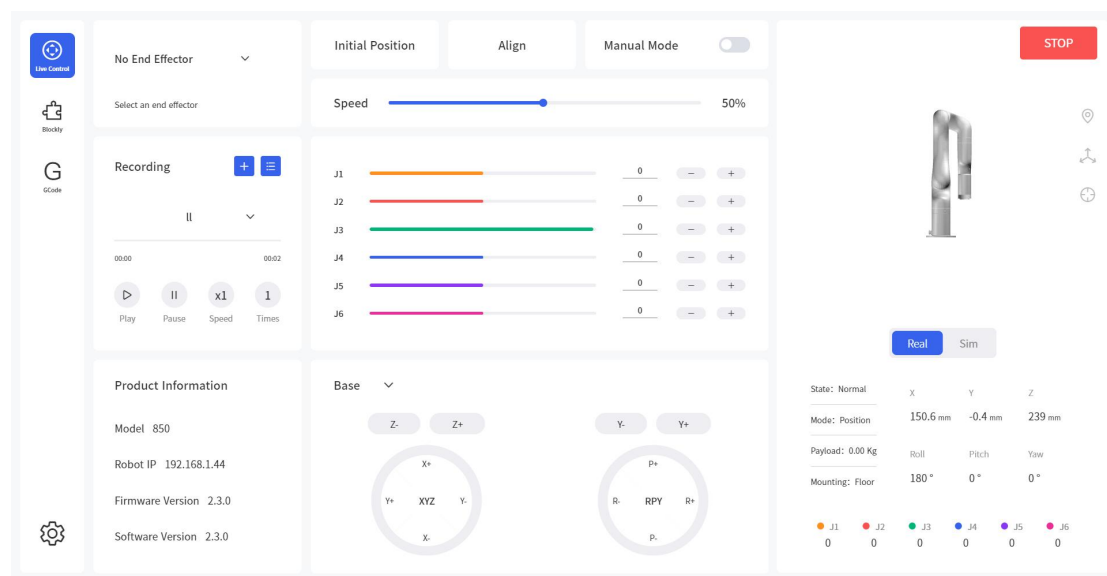 Live Control
Blockly
G
GCode
No End Effector
Select an end effector
Recording
+
ll
00:00 00:02
x1 1
Play Pause Speed Times
Product Information
Model 850
Robot IP 192.168.1.44
Firmware Version 2.3.0
Software Version 2.3.0
Initial Position
Align
Manual Mode
Speed 50%
J1 0 − +
J2 0 − +
J3 0 − +
J4 0 − +
J5 0 − +
J6 0 − +
Base
Z- Z+
X+
Y+ XYZ Y-
X-
Y- Y+
P+
R- RPY R+
P-
STOP
Real Sim
State: Normal
Mode: Position
Payload: 0.00 Kg
Mounting: Floor
X Y Z
150.6 mm -0.4 mm 239 mm
Roll Pitch Yaw
180 ° 0 ° 0 °
J1 J2 J3 J4 J5 J6
0 0 0 0 0 0